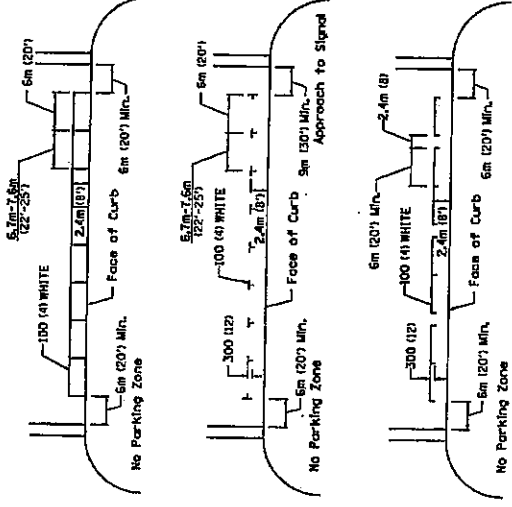 6m (20')
6.7m-7.6m
(22'-25')
100 (4) WHITE
2.4m (8')
6m (20') Min.
Face of Curb
6m (20') Min.
No Parking Zone
6m (20')
6.7m-7.6m
(22'-25')
100 (4) WHITE
300 (12)
2.4m (8')
9m (30') Min.
Approach to Signal
Face of Curb
6m (20') Min.
No Parking Zone
2.4m (8)
6m (20') Min.
100 (4) WHITE
300 (12)
2.4m (8')
6m (20') Min.
Face of Curb
6m (20') Min.
No Parking Zone